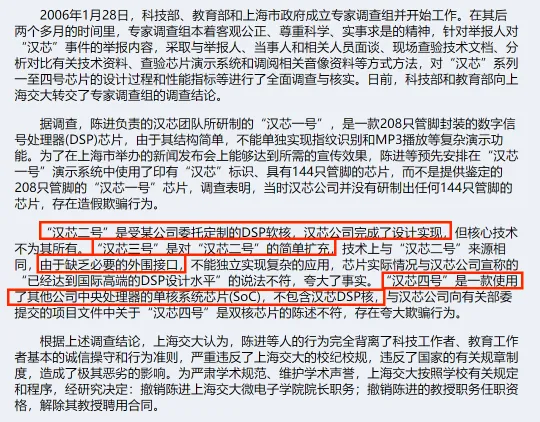 2006年1月28日，科技部、教育部和上海市政府成立专家调查组并开始工作。在其后
两个多月的时间里，专家调查组本着客观公正、尊重科学、实事求是的精神，针对举报人对
“汉芯”事件的举报内容，采取与举报人、当事人和相关人员面谈、现场查验技术文档、分
析对比有关技术资料、查验芯片演示系统和调阅相关音像资料等方式方法，对“汉芯”系列
一至四号芯片的设计过程和性能指标等进行了全面调查与核实。日前，科技部和教育部向上
海交大转交了专家调查组的调查结论。
据调查，陈进负责的汉芯团队所研制的“汉芯一号”，是一款208只管脚封装的数字信
号处理器(DSP)芯片，由于其结构简单，不能单独实现指纹识别和MP3播放等复杂演示功
能。为了在上海市举办的新闻发布会上能够达到所需的宣传效果，陈进等预先安排在“汉芯
一号”演示系统中使用了印有“汉芯”标识、具有144只管脚的芯片，而不是提供鉴定的
208只管脚的“汉芯一号”芯片，调查表明，当时汉芯公司并没有研制出任何144只管脚的
芯片，存在造假欺骗行为。
“汉芯二号”是受某公司委托定制的DSP软核，汉芯公司完成了设计实现，但核心技术
不为其所有。“汉芯三号”是对“汉芯二号”的简单扩充，技术上与“汉芯二号”来源相
同，由于缺乏必要的外围接口，不能独立实现复杂的应用，芯片实际情况与汉芯公司宣称的
“已经达到国际高端的DSP设计水平”的说法不符，夸大了事实。“汉芯四号”是一款使用
了其他公司中央处理器的单核系统芯片(SoC)，不包含汉芯DSP核，与汉芯公司向有关部委
提交的项目文件中关于“汉芯四号”是双核芯片的陈述不符，存在夸大欺骗行为。
根据上述调查结论，上海交大认为，陈进等人的行为完全背离了科技工作者、教育工作
者基本的诚信操守和行为准则，严重违反了上海交大的校纪校规，违反了国家的有关规章制
度，造成了极其恶劣的影响。为严肃学术规范、维护学术声誉，上海交大按照学校有关规定
和程序，经研究决定：撤销陈进上海交大微电子学院院长职务；撤销陈进的教授职务任职资
格，解除其教授聘用合同。